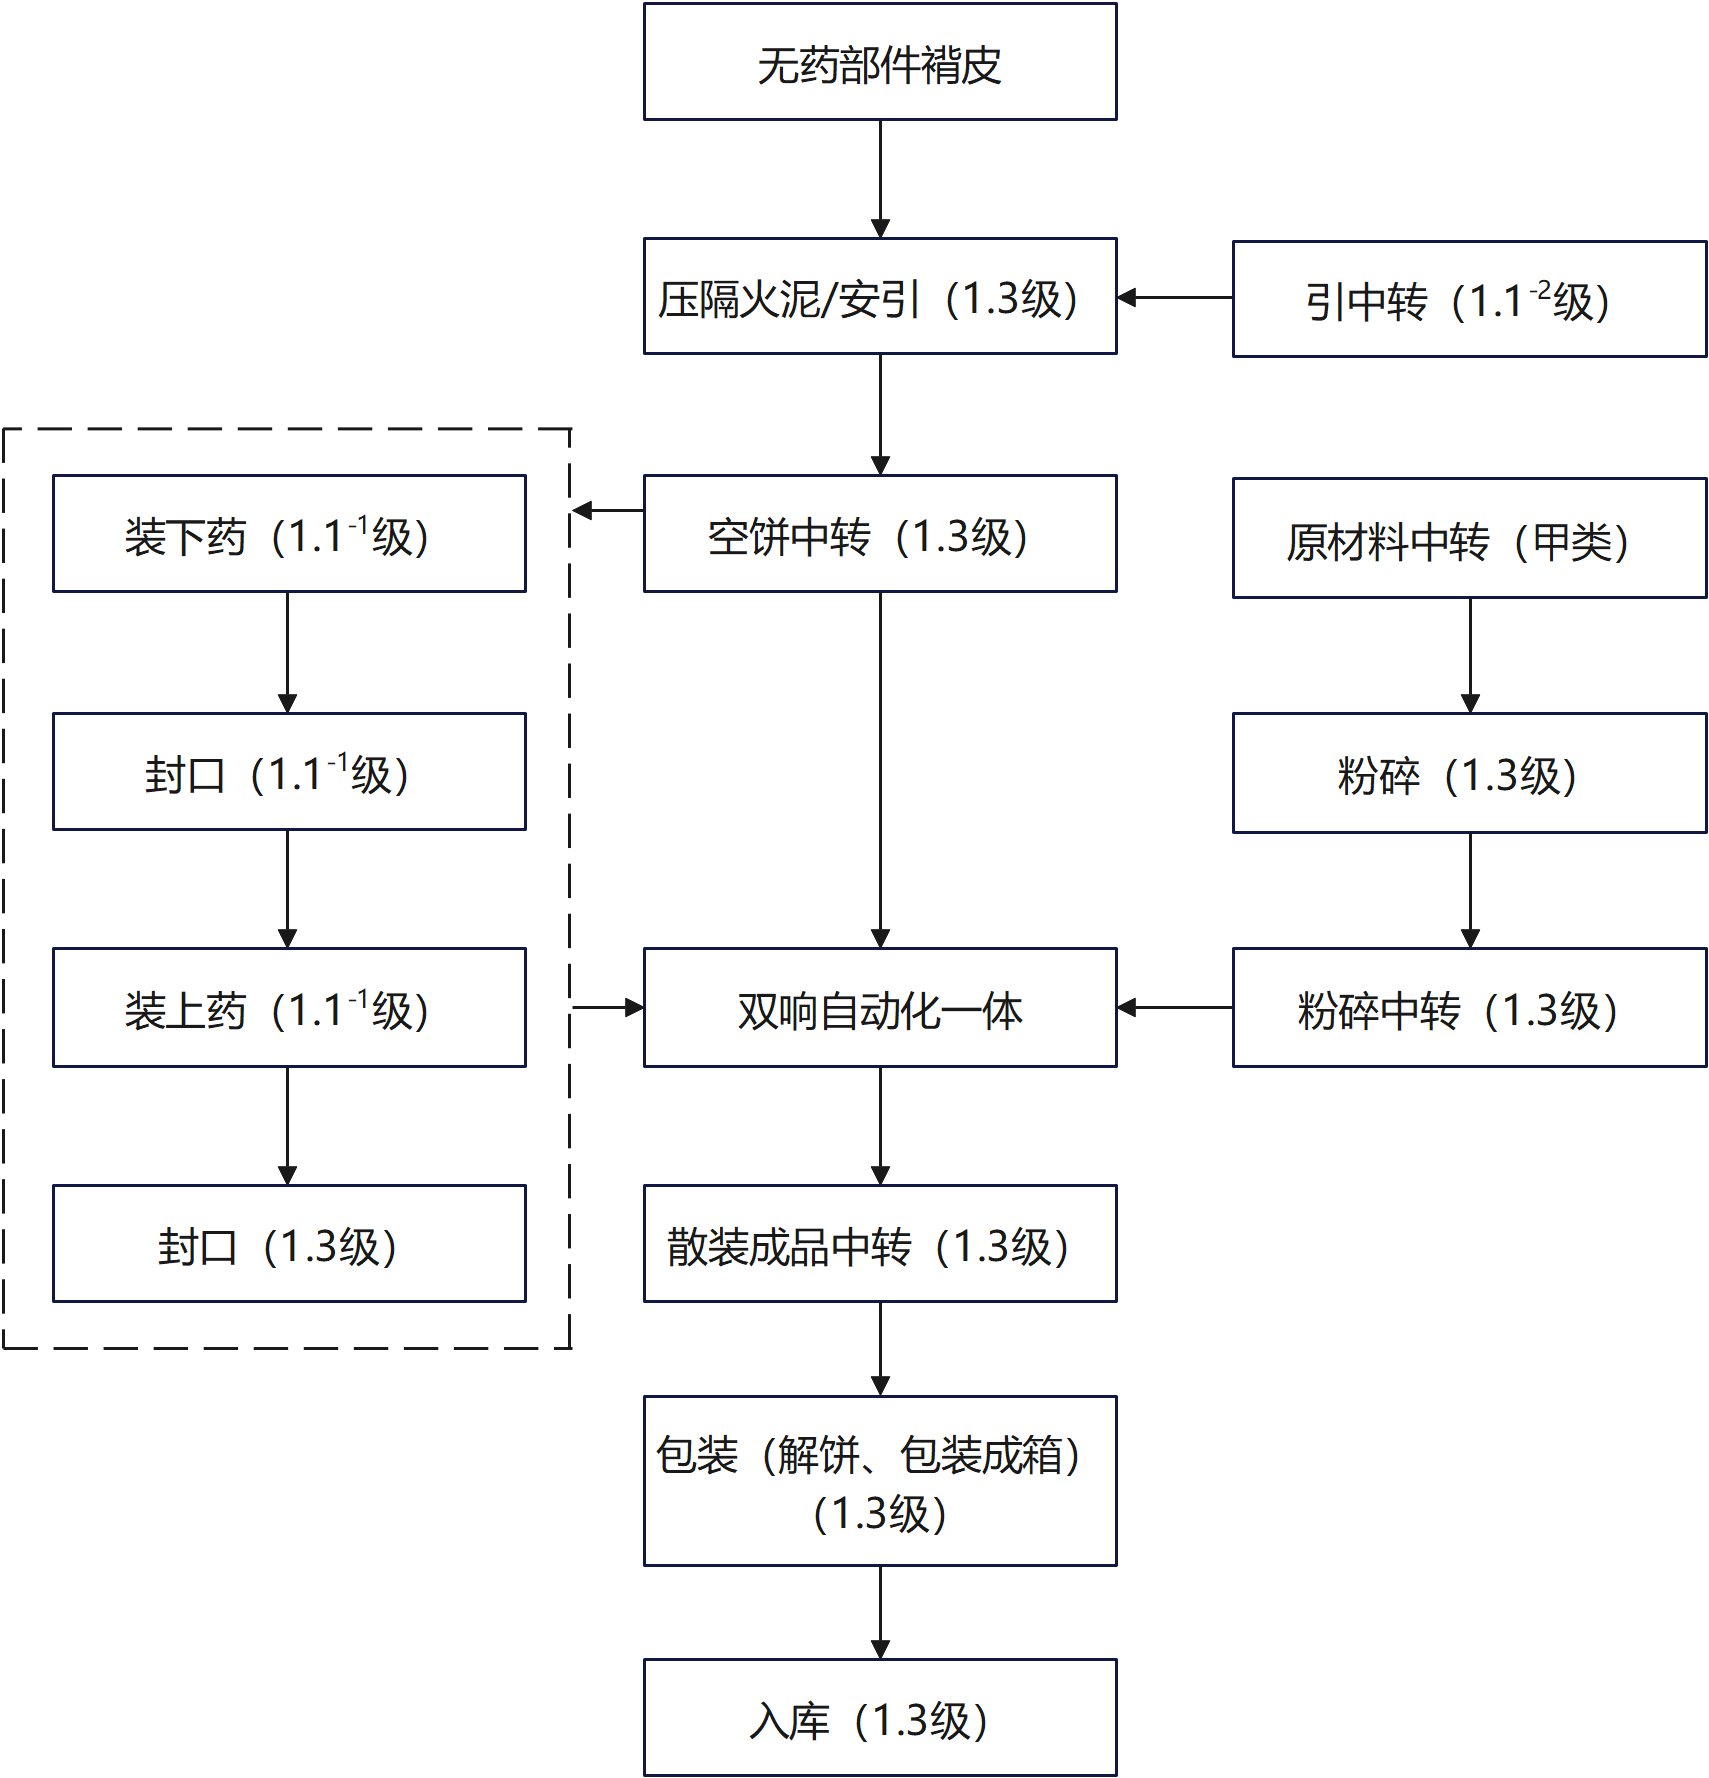 无药部件褙皮
压隔火泥/安引（1.3级）
引中转（1.1⁻²级）
装下药（1.1⁻¹级）
空饼中转（1.3级）
原材料中转（甲类）
封口（1.1⁻¹级）
粉碎（1.3级）
装上药（1.1⁻¹级）
双响自动化一体
粉碎中转（1.3级）
封口（1.3级）
散装成品中转（1.3级）
包装（解饼、包装成箱）
（1.3级）
入库（1.3级）